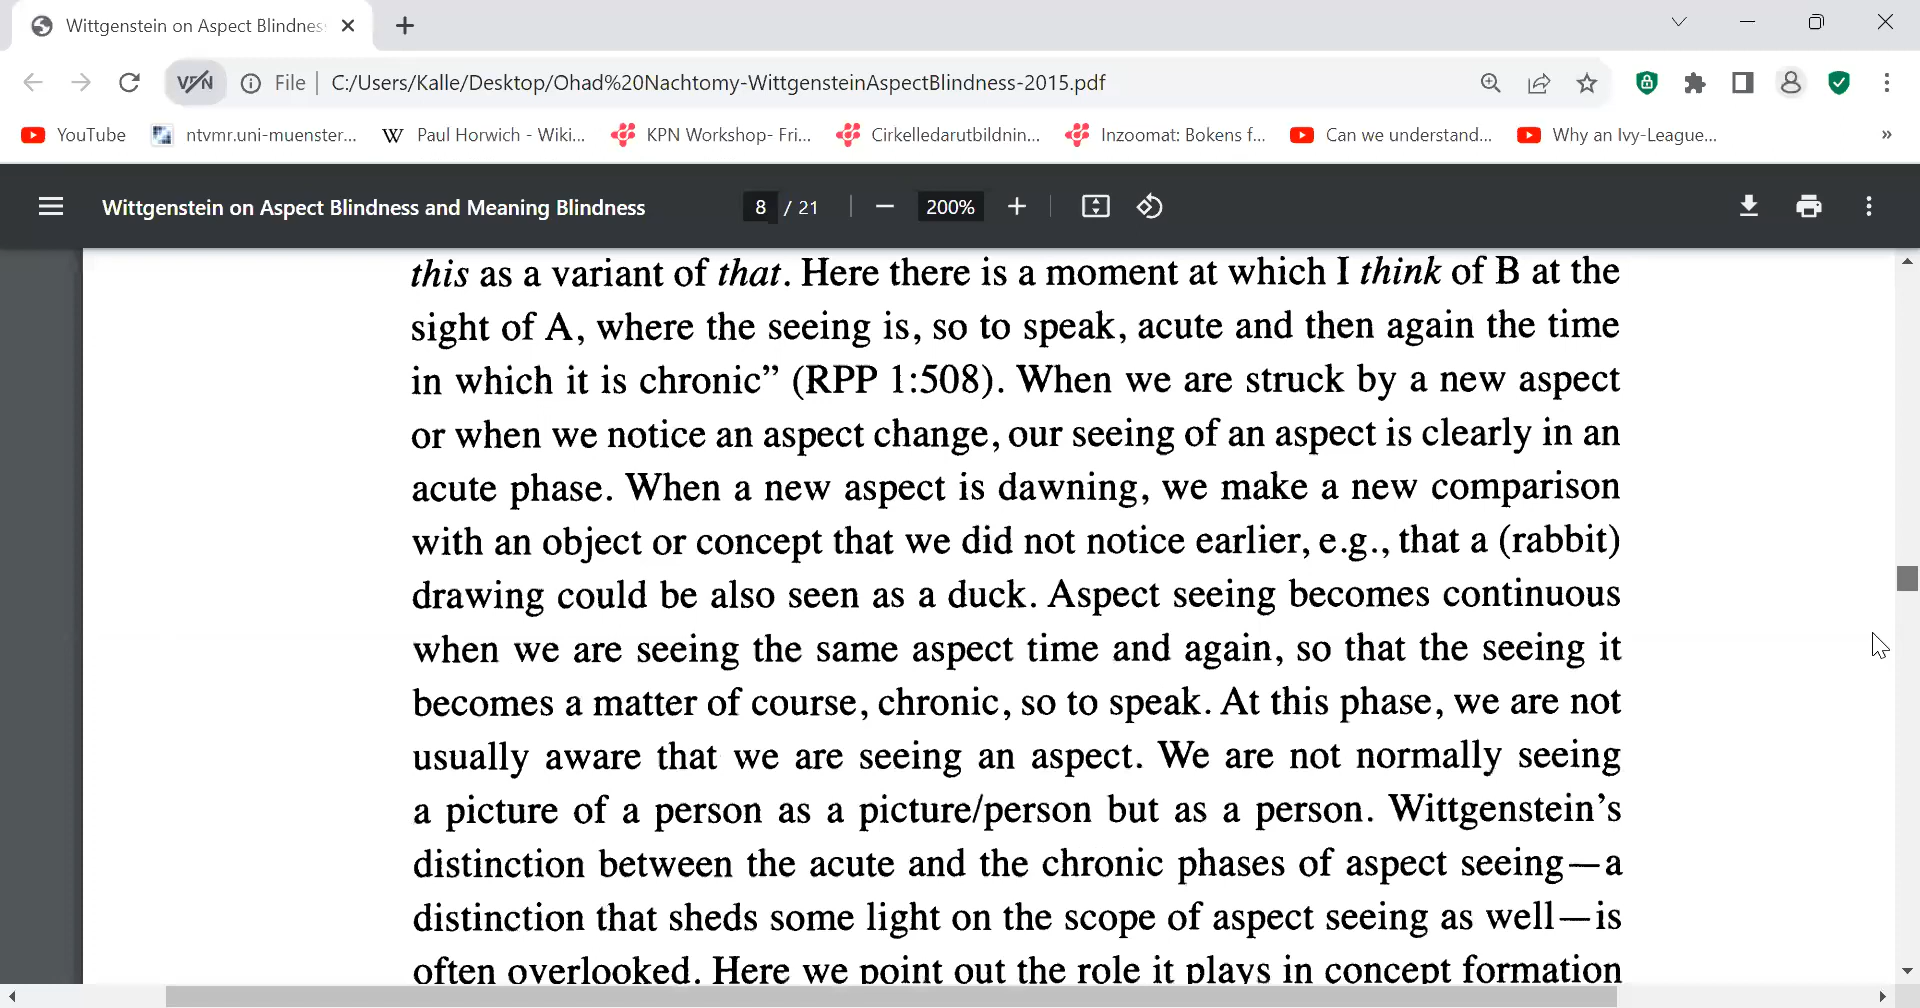 Wittgenstein on Aspect Blindnes
File C:/Users/Kalle/Desktop/Ohad%20Nachtomy-WittgensteinAspectBlindness-2015.pdf
YouTube ntvmr.uni-muenster... Paul Horwich - Wiki... KPN Workshop- Fri... Cirkelledarutbildnin... Inzoomat: Bokens f... Can we understand... Why an Ivy-League... »
Wittgenstein on Aspect Blindness and Meaning Blindness 8 / 21 200%
this as a variant of that. Here there is a moment at which I think of B at the
sight of A, where the seeing is, so to speak, acute and then again the time
in which it is chronic” (RPP 1:508). When we are struck by a new aspect
or when we notice an aspect change, our seeing of an aspect is clearly in an
acute phase. When a new aspect is dawning, we make a new comparison
with an object or concept that we did not notice earlier, e.g., that a (rabbit)
drawing could be also seen as a duck. Aspect seeing becomes continuous
when we are seeing the same aspect time and again, so that the seeing it
becomes a matter of course, chronic, so to speak. At this phase, we are not
usually aware that we are seeing an aspect. We are not normally seeing
a picture of a person as a picture/person but as a person. Wittgenstein’s
distinction between the acute and the chronic phases of aspect seeing—a
distinction that sheds some light on the scope of aspect seeing as well—is
often overlooked. Here we point out the role it plays in concept formation